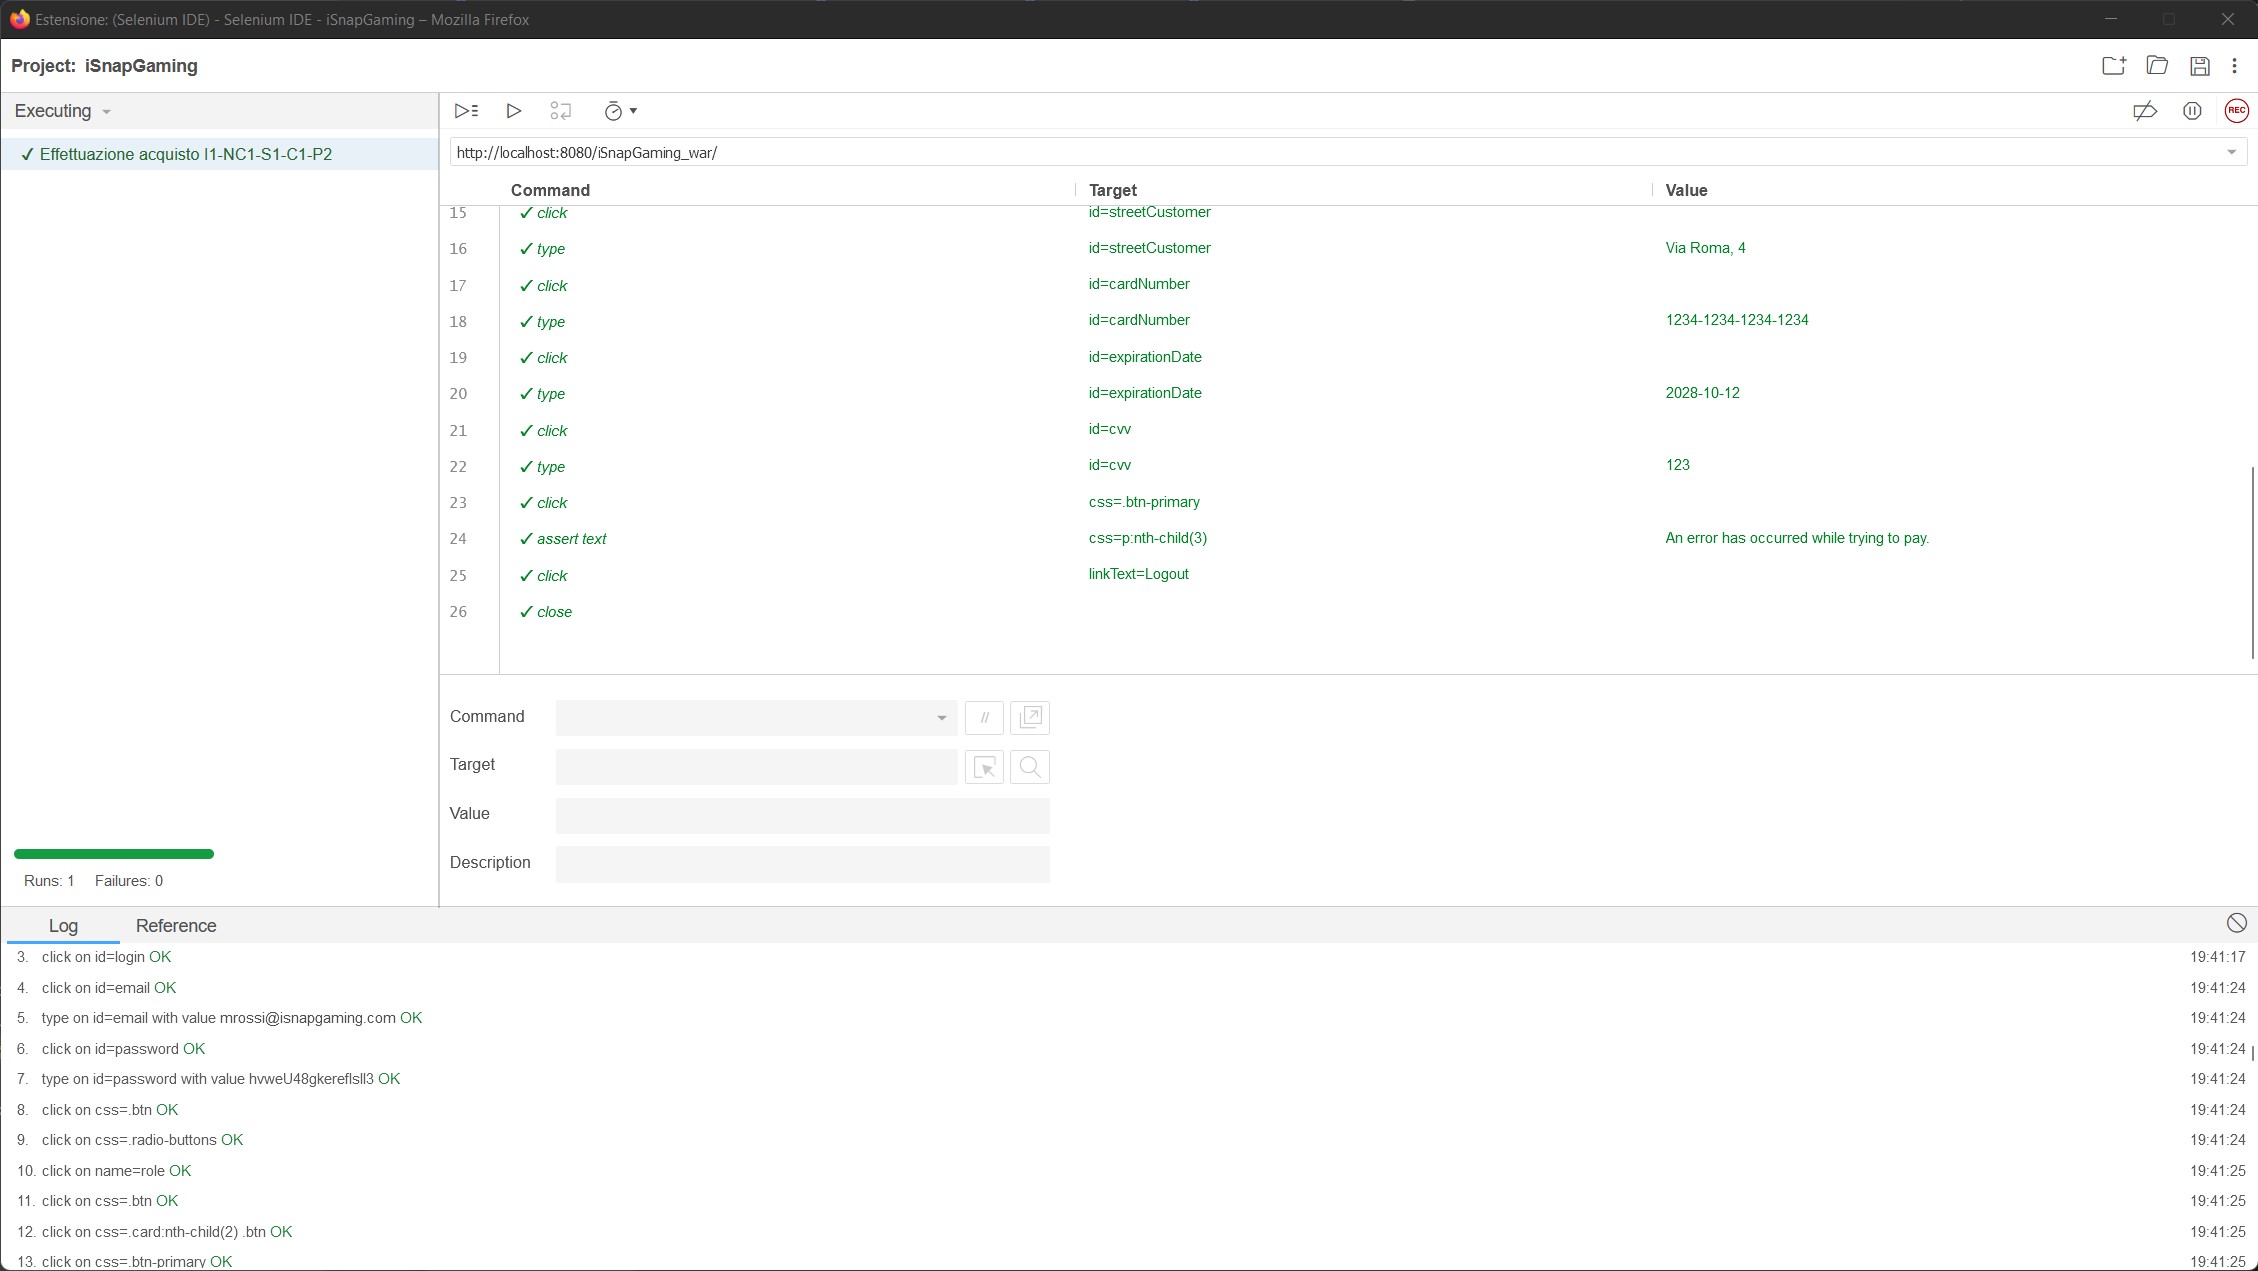 Estensione: (Selenium IDE) - Selenium IDE - iSnapGaming – Mozilla Firefox
Project: iSnapGaming
Executing
REC
✓ Effettuazione acquisto I1-NC1-S1-C1-P2
http://localhost:8080/iSnapGaming_war/
Command Target Value
15 ✓ click id=streetCustomer
16 ✓ type id=streetCustomer Via Roma, 4
17 ✓ click id=cardNumber
18 ✓ type id=cardNumber 1234-1234-1234-1234
19 ✓ click id=expirationDate
20 ✓ type id=expirationDate 2028-10-12
21 ✓ click id=cvv
22 ✓ type id=cvv 123
23 ✓ click css=.btn-primary
24 ✓ assert text css=p:nth-child(3) An error has occurred while trying to pay.
25 ✓ click linkText=Logout
26 ✓ close
Command //
Target
Value
Description
Runs: 1 Failures: 0
Log Reference
3. click on id=login OK 19:41:17
4. click on id=email OK 19:41:24
5. type on id=email with value mrossi@isnapgaming.com OK 19:41:24
6. click on id=password OK 19:41:24
7. type on id=password with value 19:41:24
8. click on css=.btn OK 19:41:24
9. click on css=.radio-buttons OK 19:41:24
10. click on name=role OK 19:41:25
11. click on css=.btn OK 19:41:25
12. click on css=.card:nth-child(2) .btn OK 19:41:25
13. click on css=.btn-primary OK 19:41:25